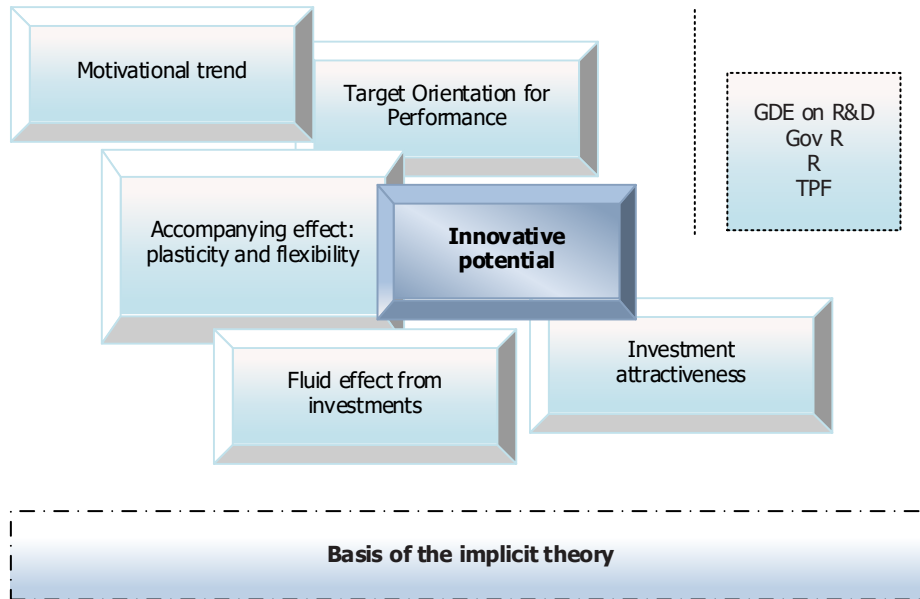 Motivational trend
Target Orientation for
Performance
GDE on R&D
Gov R
R
TPF
Accompanying effect:
plasticity and flexibility
Innovative
potential
Investment
attractiveness
Fluid effect from
investments
Basis of the implicit theory